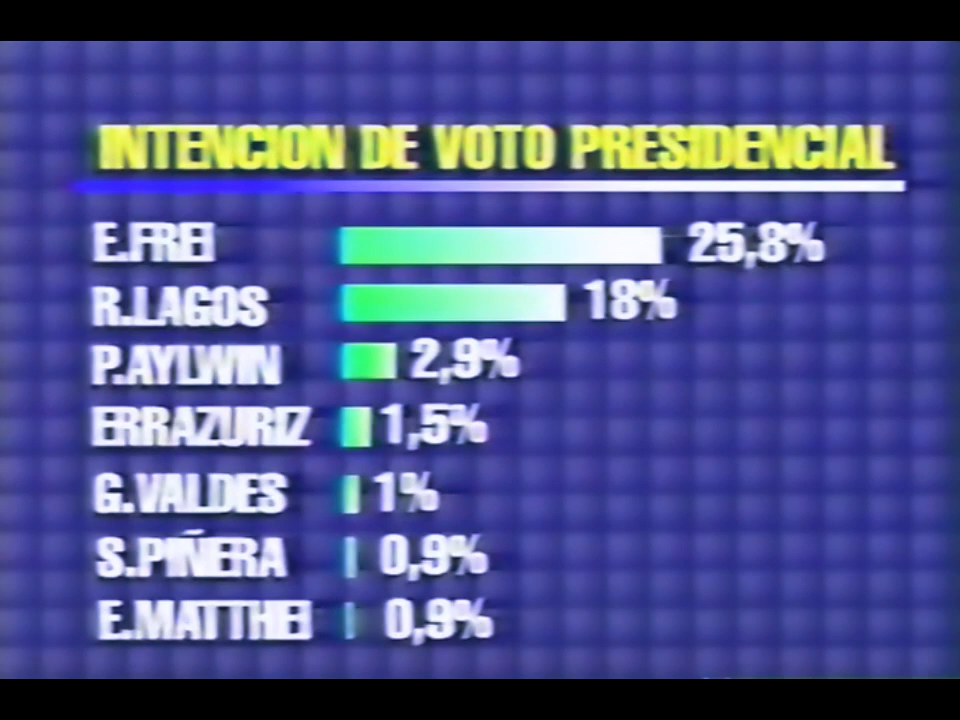 INTENCION DE VOTO PRESIDENCIAL
E.FREI 25,8%
R.LAGOS 18%
P.AYLWIN 2,9%
ERRAZURIZ 1,5%
G.VALDES 1%
S.PIÑERA 0,9%
E.MATTHEI 0,9%